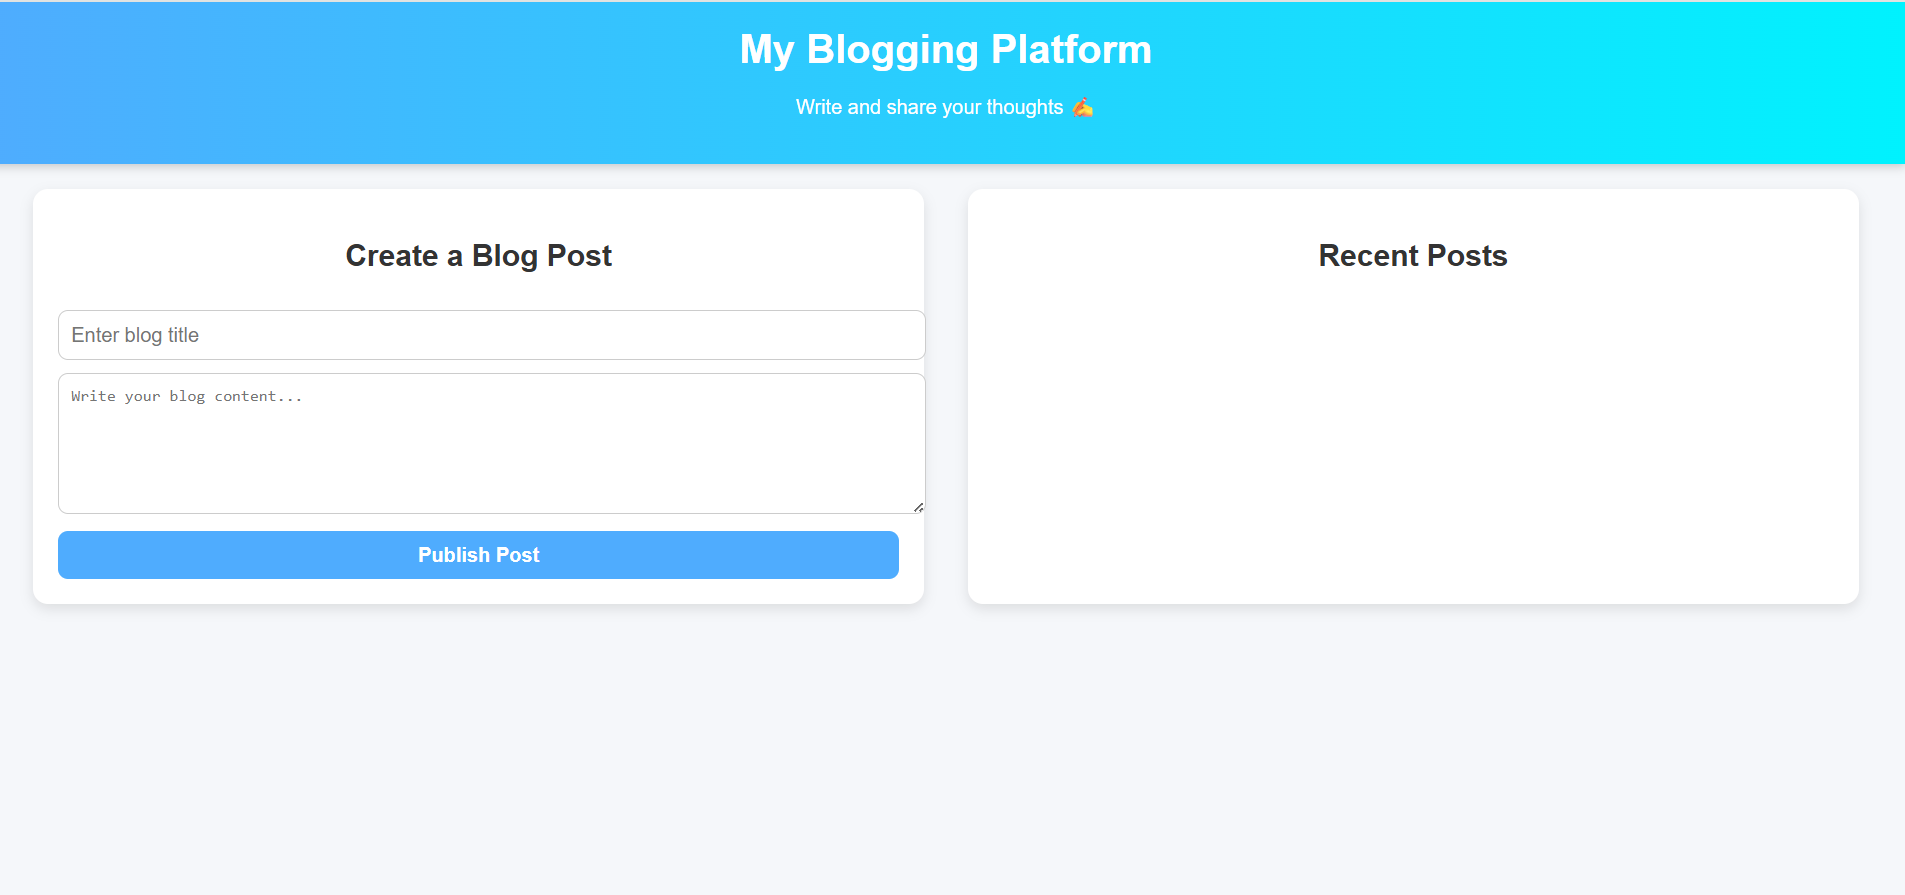 My Blogging Platform
Write and share your thoughts ✍️
Create a Blog Post
Enter blog title
Write your blog content...
Publish Post
Recent Posts